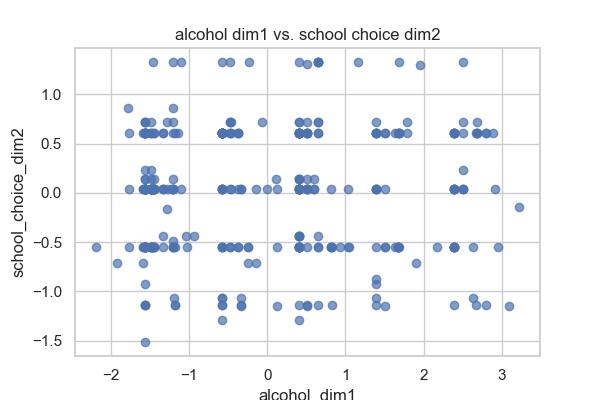 alcohol dim1 vs. school choice dim2
school_choice_dim2
1.0
0.5
0.0
−0.5
−1.0
−1.5
−2 −1 0 1 2 3
alcohol_dim1